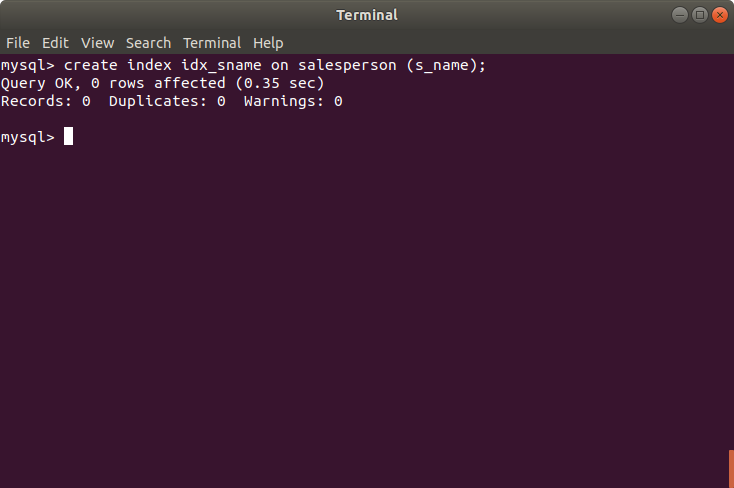 Terminal
File Edit View Search Terminal Help
mysql> create index idx_sname on salesperson (s_name);
Query OK, 0 rows affected (0.35 sec)
Records: 0  Duplicates: 0  Warnings: 0
mysql>